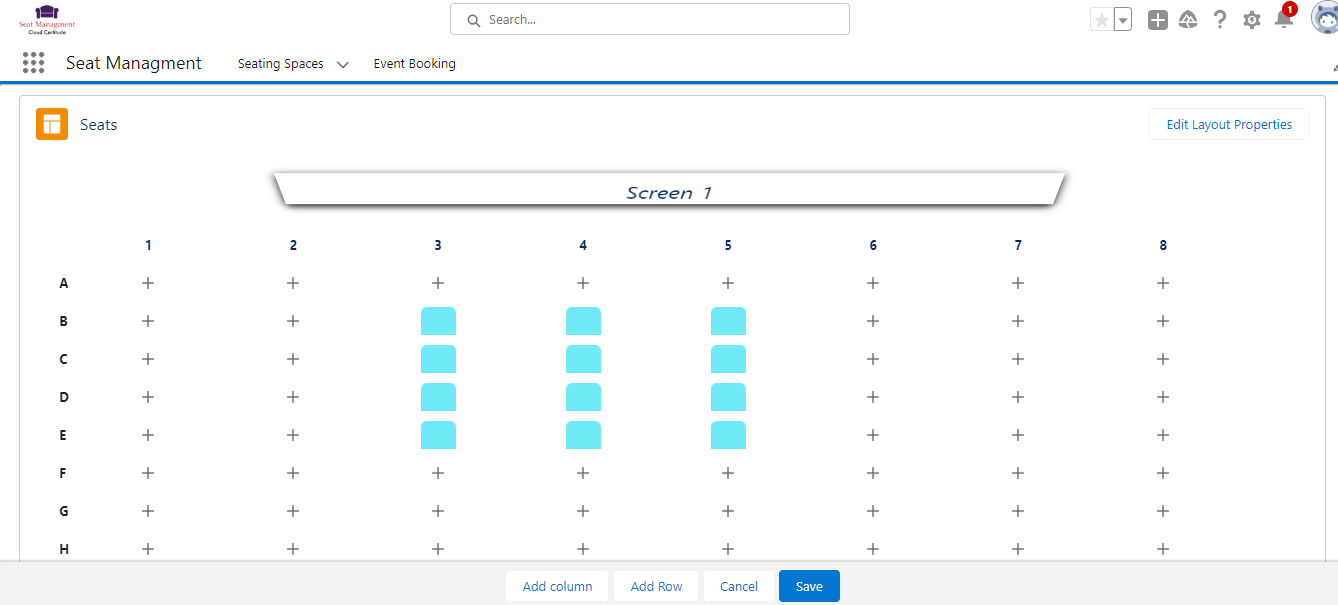 Seat Managment
Cloud Certitude
Search...
1
Seat Managment Seating Spaces Event Booking
Seats Edit Layout Properties
Screen 1
1 2 3 4 5 6 7 8
A + + + + + + + +
B + + + + +
C + + + + +
D + + + + +
E + + + + +
F + + + + + + + +
G + + + + + + + +
H + + + + + + + +
Add column Add Row Cancel Save